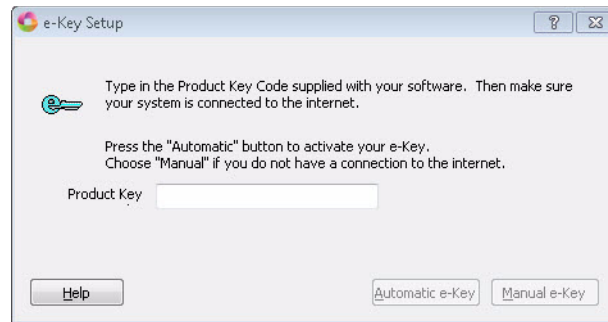 e-Key Setup
Type in the Product Key Code supplied with your software. Then make sure
your system is connected to the internet.
Press the "Automatic" button to activate your e-Key.
Choose "Manual" if you do not have a connection to the internet.
Product Key
Help
Automatic e-Key
Manual e-Key